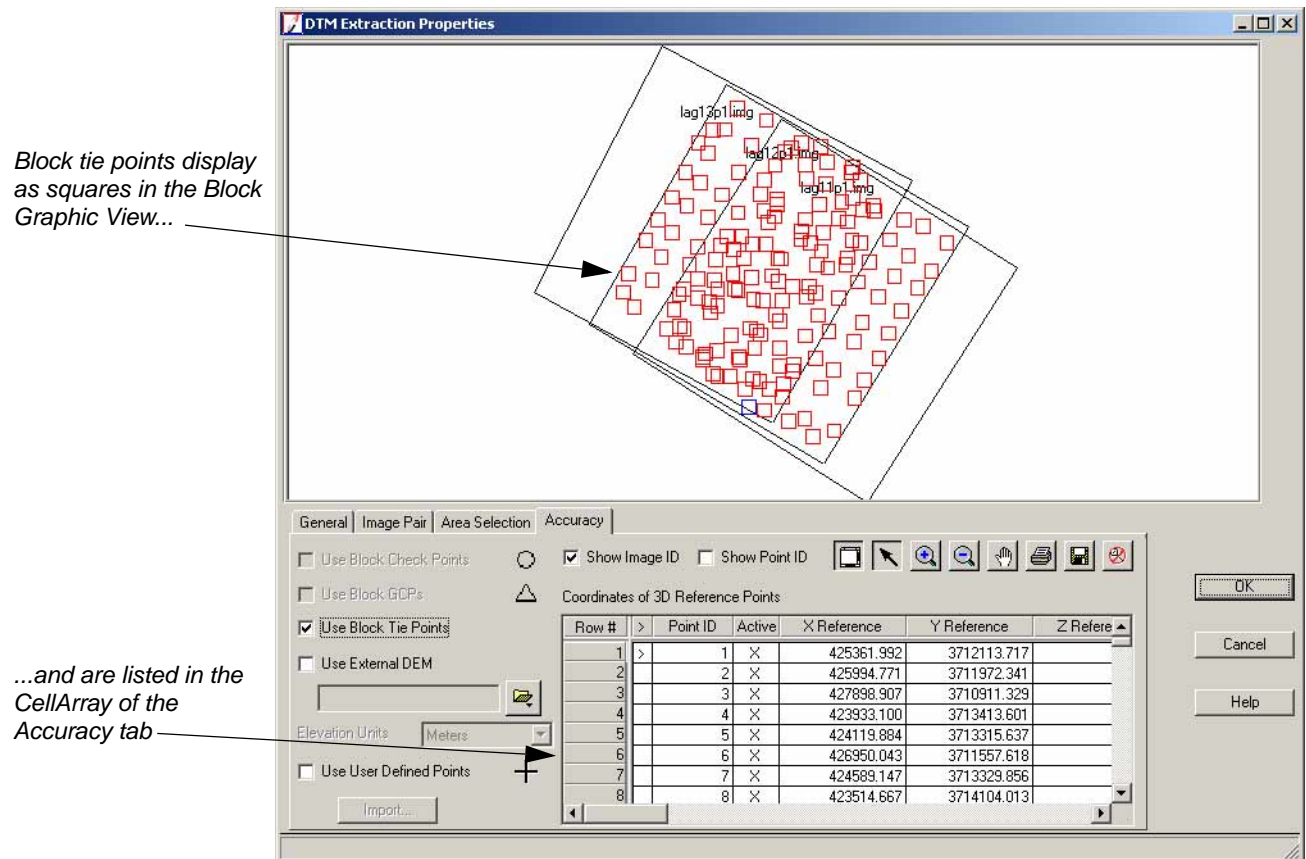 DTM Extraction Properties
lag13p1.img
lag12p1.img
lag11p1.img
Block tie points display
as squares in the Block
Graphic View...
General Image Pair Area Selection Accuracy
Use Block Check Points
Show Image ID Show Point ID
Use Block GCPs
Coordinates of 3D Reference Points
OK
Use Block Tie Points
Row # > Point ID Active X Reference Y Reference Z Refere
1 > 1 X 425361.992 3712113.717
Cancel
Use External DEM
2 2 X 425994.771 3711972.341
3 3 X 427898.907 3710911.329
Help
4 4 X 423933.100 3713413.601
...and are listed in the
CellArray of the
Accuracy tab
Elevation Units Meters
5 5 X 424119.884 3713315.637
6 6 X 426950.043 3711557.618
Use User Defined Points
7 7 X 424589.147 3713329.856
8 8 X 423514.667 3714104.013
Import...